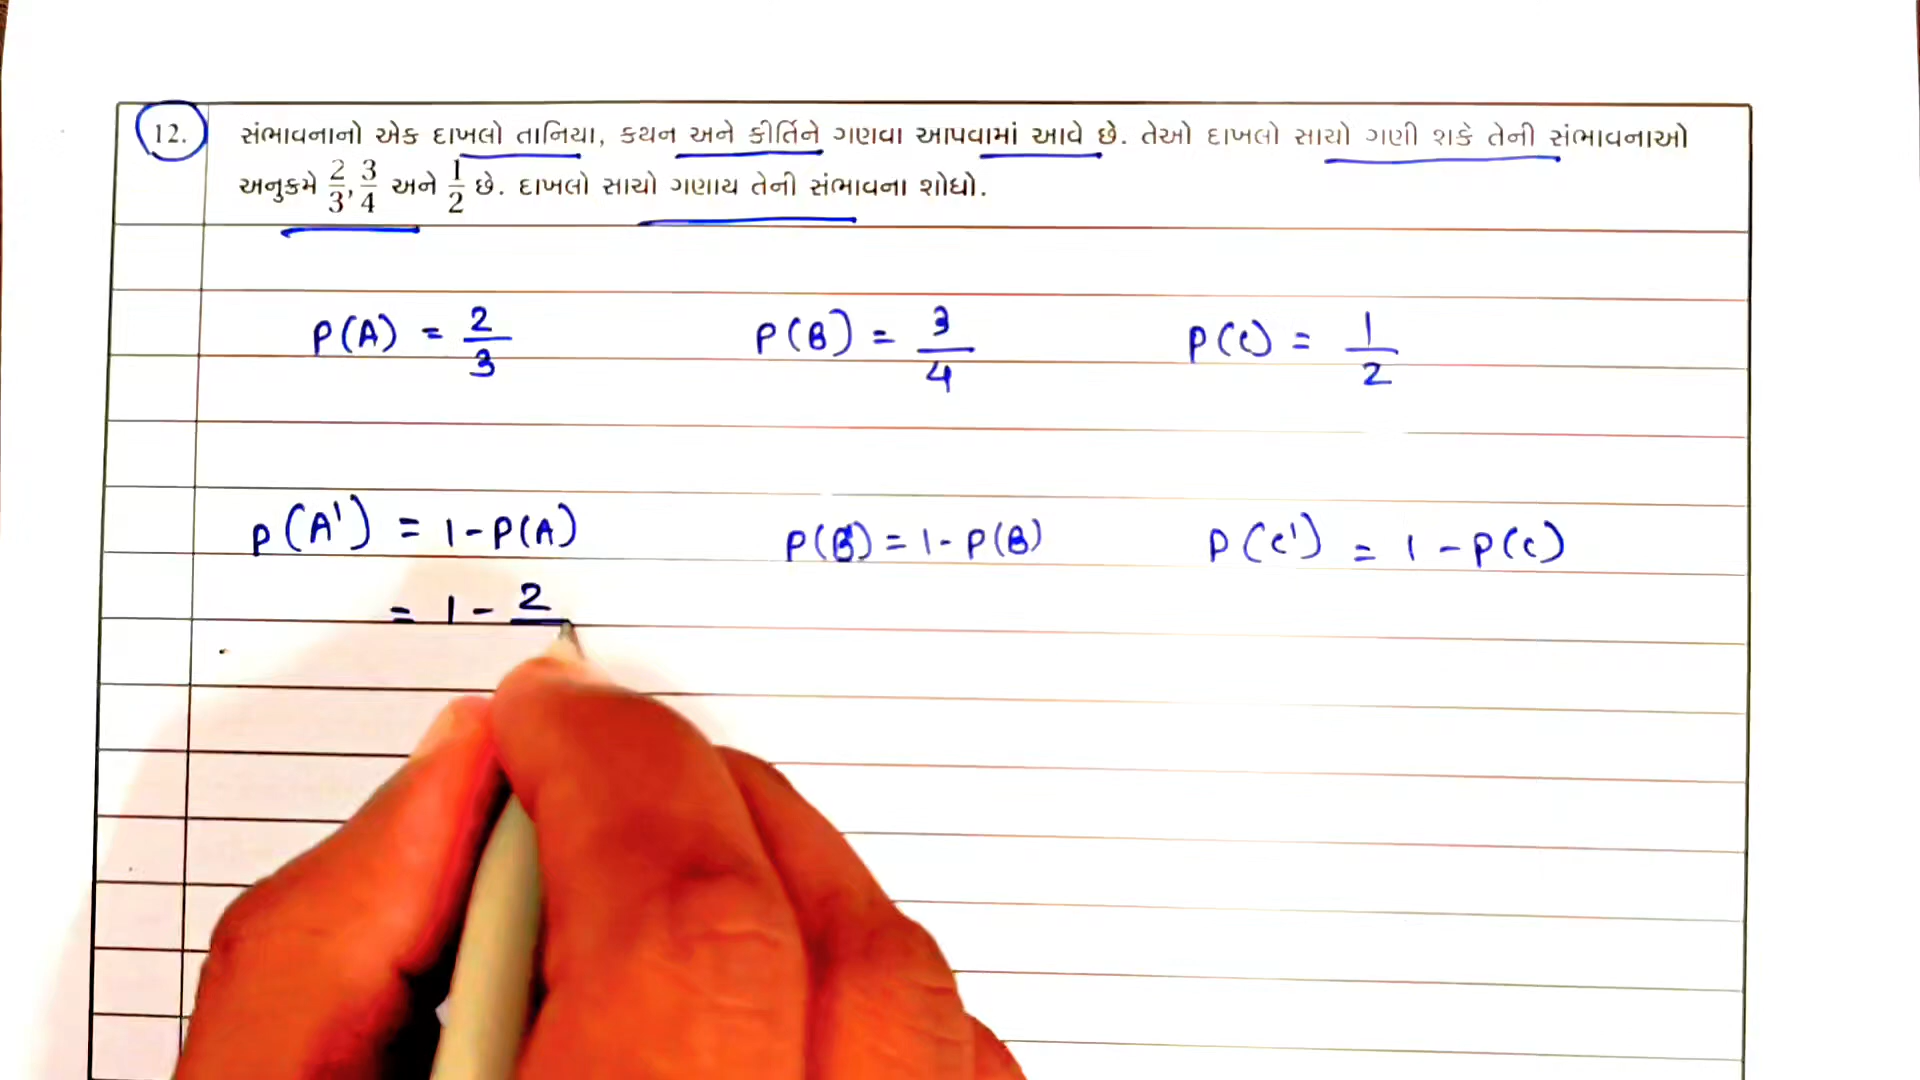 12. સંભાવનાનો એક દાખલો તાનિયા, કથન અને કીર્તિને ગણવા આપવામાં આવે છે. તેઓ દાખલો સાચો ગણી શકે તેની સંભાવનાઓ
અનુક્રમે 2/3, 3/4 અને 1/2 છે. દાખલો સાચો ગણાય તેની સંભાવના શોધો.
P(A) = 2/3 P(B) = 3/4 P(C) = 1/2
P(A') = 1-P(A) P(B') = 1-P(B) P(C') = 1-P(C)
= 1 - 2